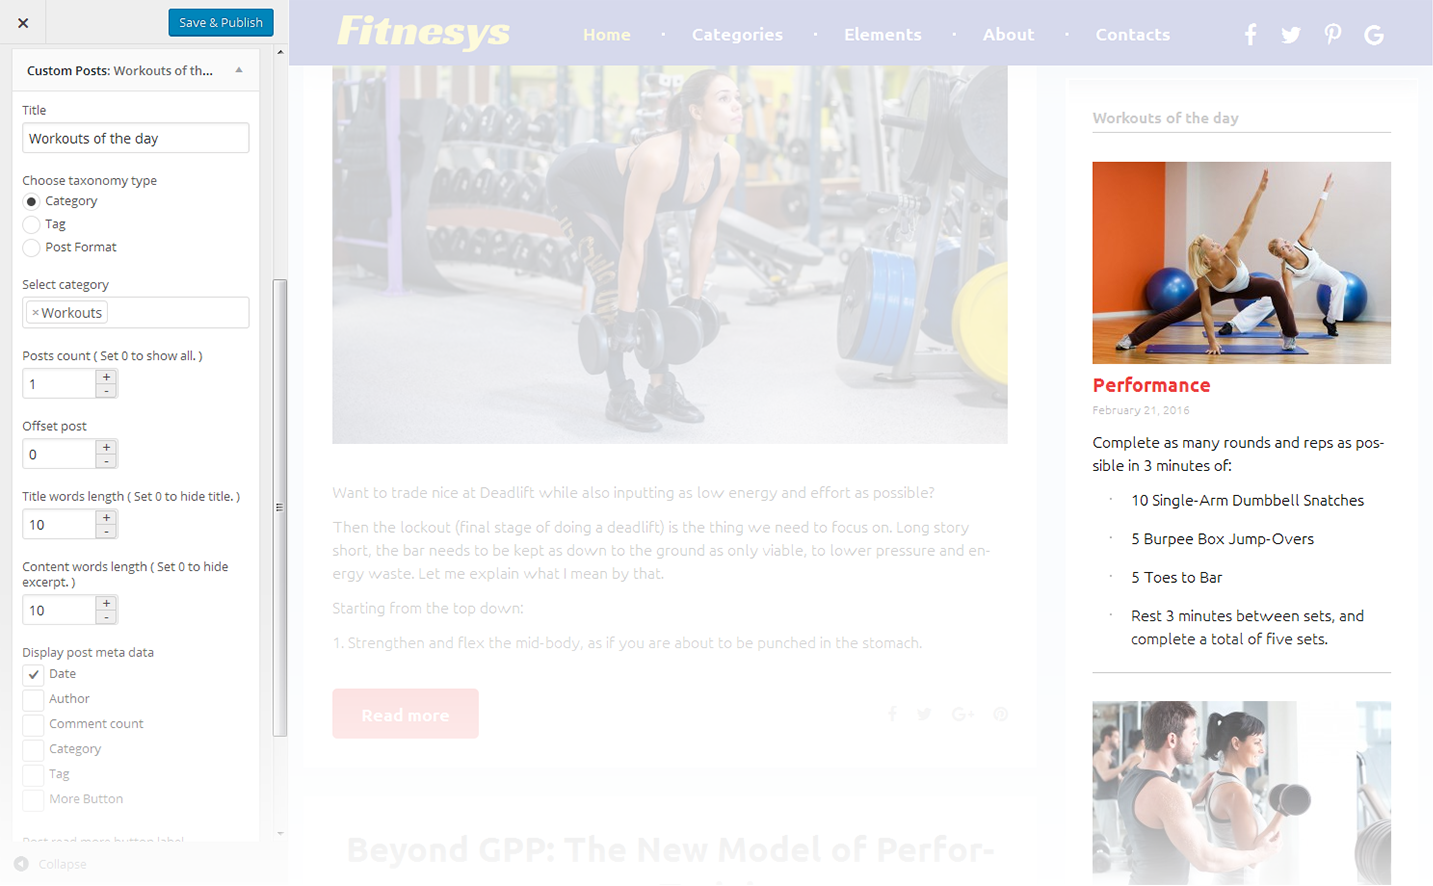 Save & Publish
Custom Posts: Workouts of th...
Title
Workouts of the day
Choose taxonomy type
Category
Tag
Post Format
Select category
× Workouts
Posts count ( Set 0 to show all. )
1
+
-
Offset post
0
+
-
Title words length ( Set 0 to hide title. )
10
+
-
Content words length ( Set 0 to hide
excerpt. )
10
+
-
Display post meta data
Date
Author
Comment count
Category
Tag
More Button
Post read more button label
Collapse
Fitnesys
Home · Categories · Elements · About · Contacts
Want to trade nice at Deadlift while also inputting as low energy and effort as possible?
Then the lockout (final stage of doing a deadlift) is the thing we need to focus on. Long story
short, the bar needs to be kept as down to the ground as only viable, to lower pressure and en-
ergy waste. Let me explain what I mean by that.
Starting from the top down:
1. Strengthen and flex the mid-body, as if you are about to be punched in the stomach.
Read more
Beyond GPP: The New Model of Perfor-
Workouts of the day
Performance
February 21, 2016
Complete as many rounds and reps as pos-
sible in 3 minutes of:
· 10 Single-Arm Dumbbell Snatches
· 5 Burpee Box Jump-Overs
· 5 Toes to Bar
· Rest 3 minutes between sets, and
complete a total of five sets.